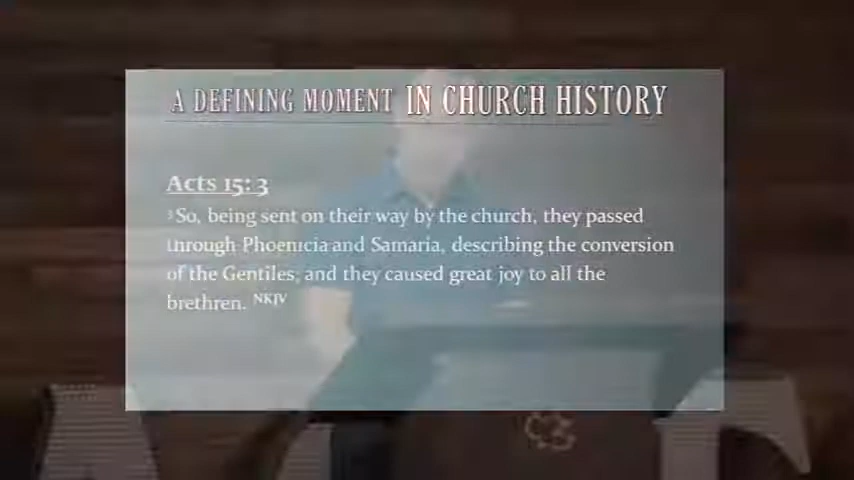 A DEFINING MOMENT IN CHURCH HISTORY
Acts 15: 3
3 So, being sent on their way by the church, they passed
through Phoenicia and Samaria, describing the conversion
of the Gentiles; and they caused great joy to all the
brethren. NKJV